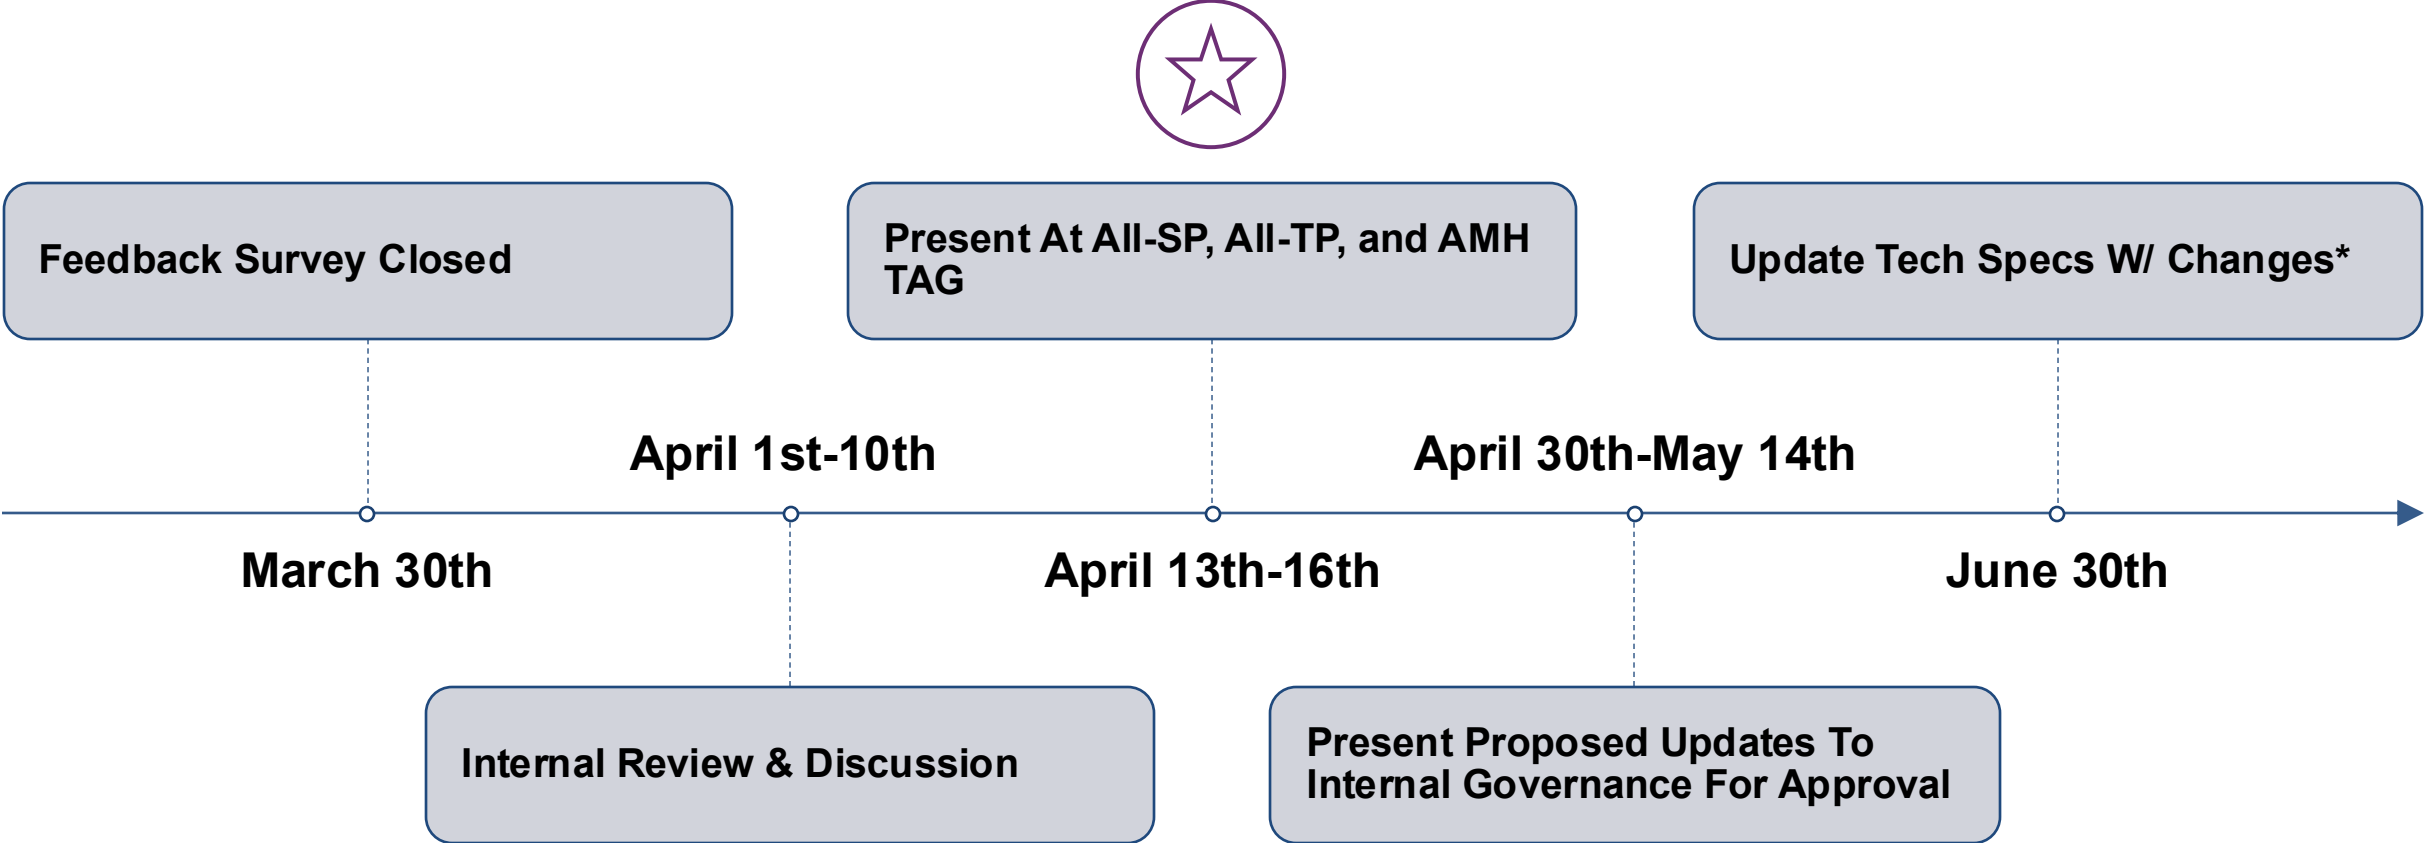 Feedback Survey Closed
Present At All-SP, All-TP, and AMH
TAG
Update Tech Specs W/ Changes*
April 1st-10th
April 30th-May 14th
March 30th
April 13th-16th
June 30th
Internal Review & Discussion
Present Proposed Updates To
Internal Governance For Approval